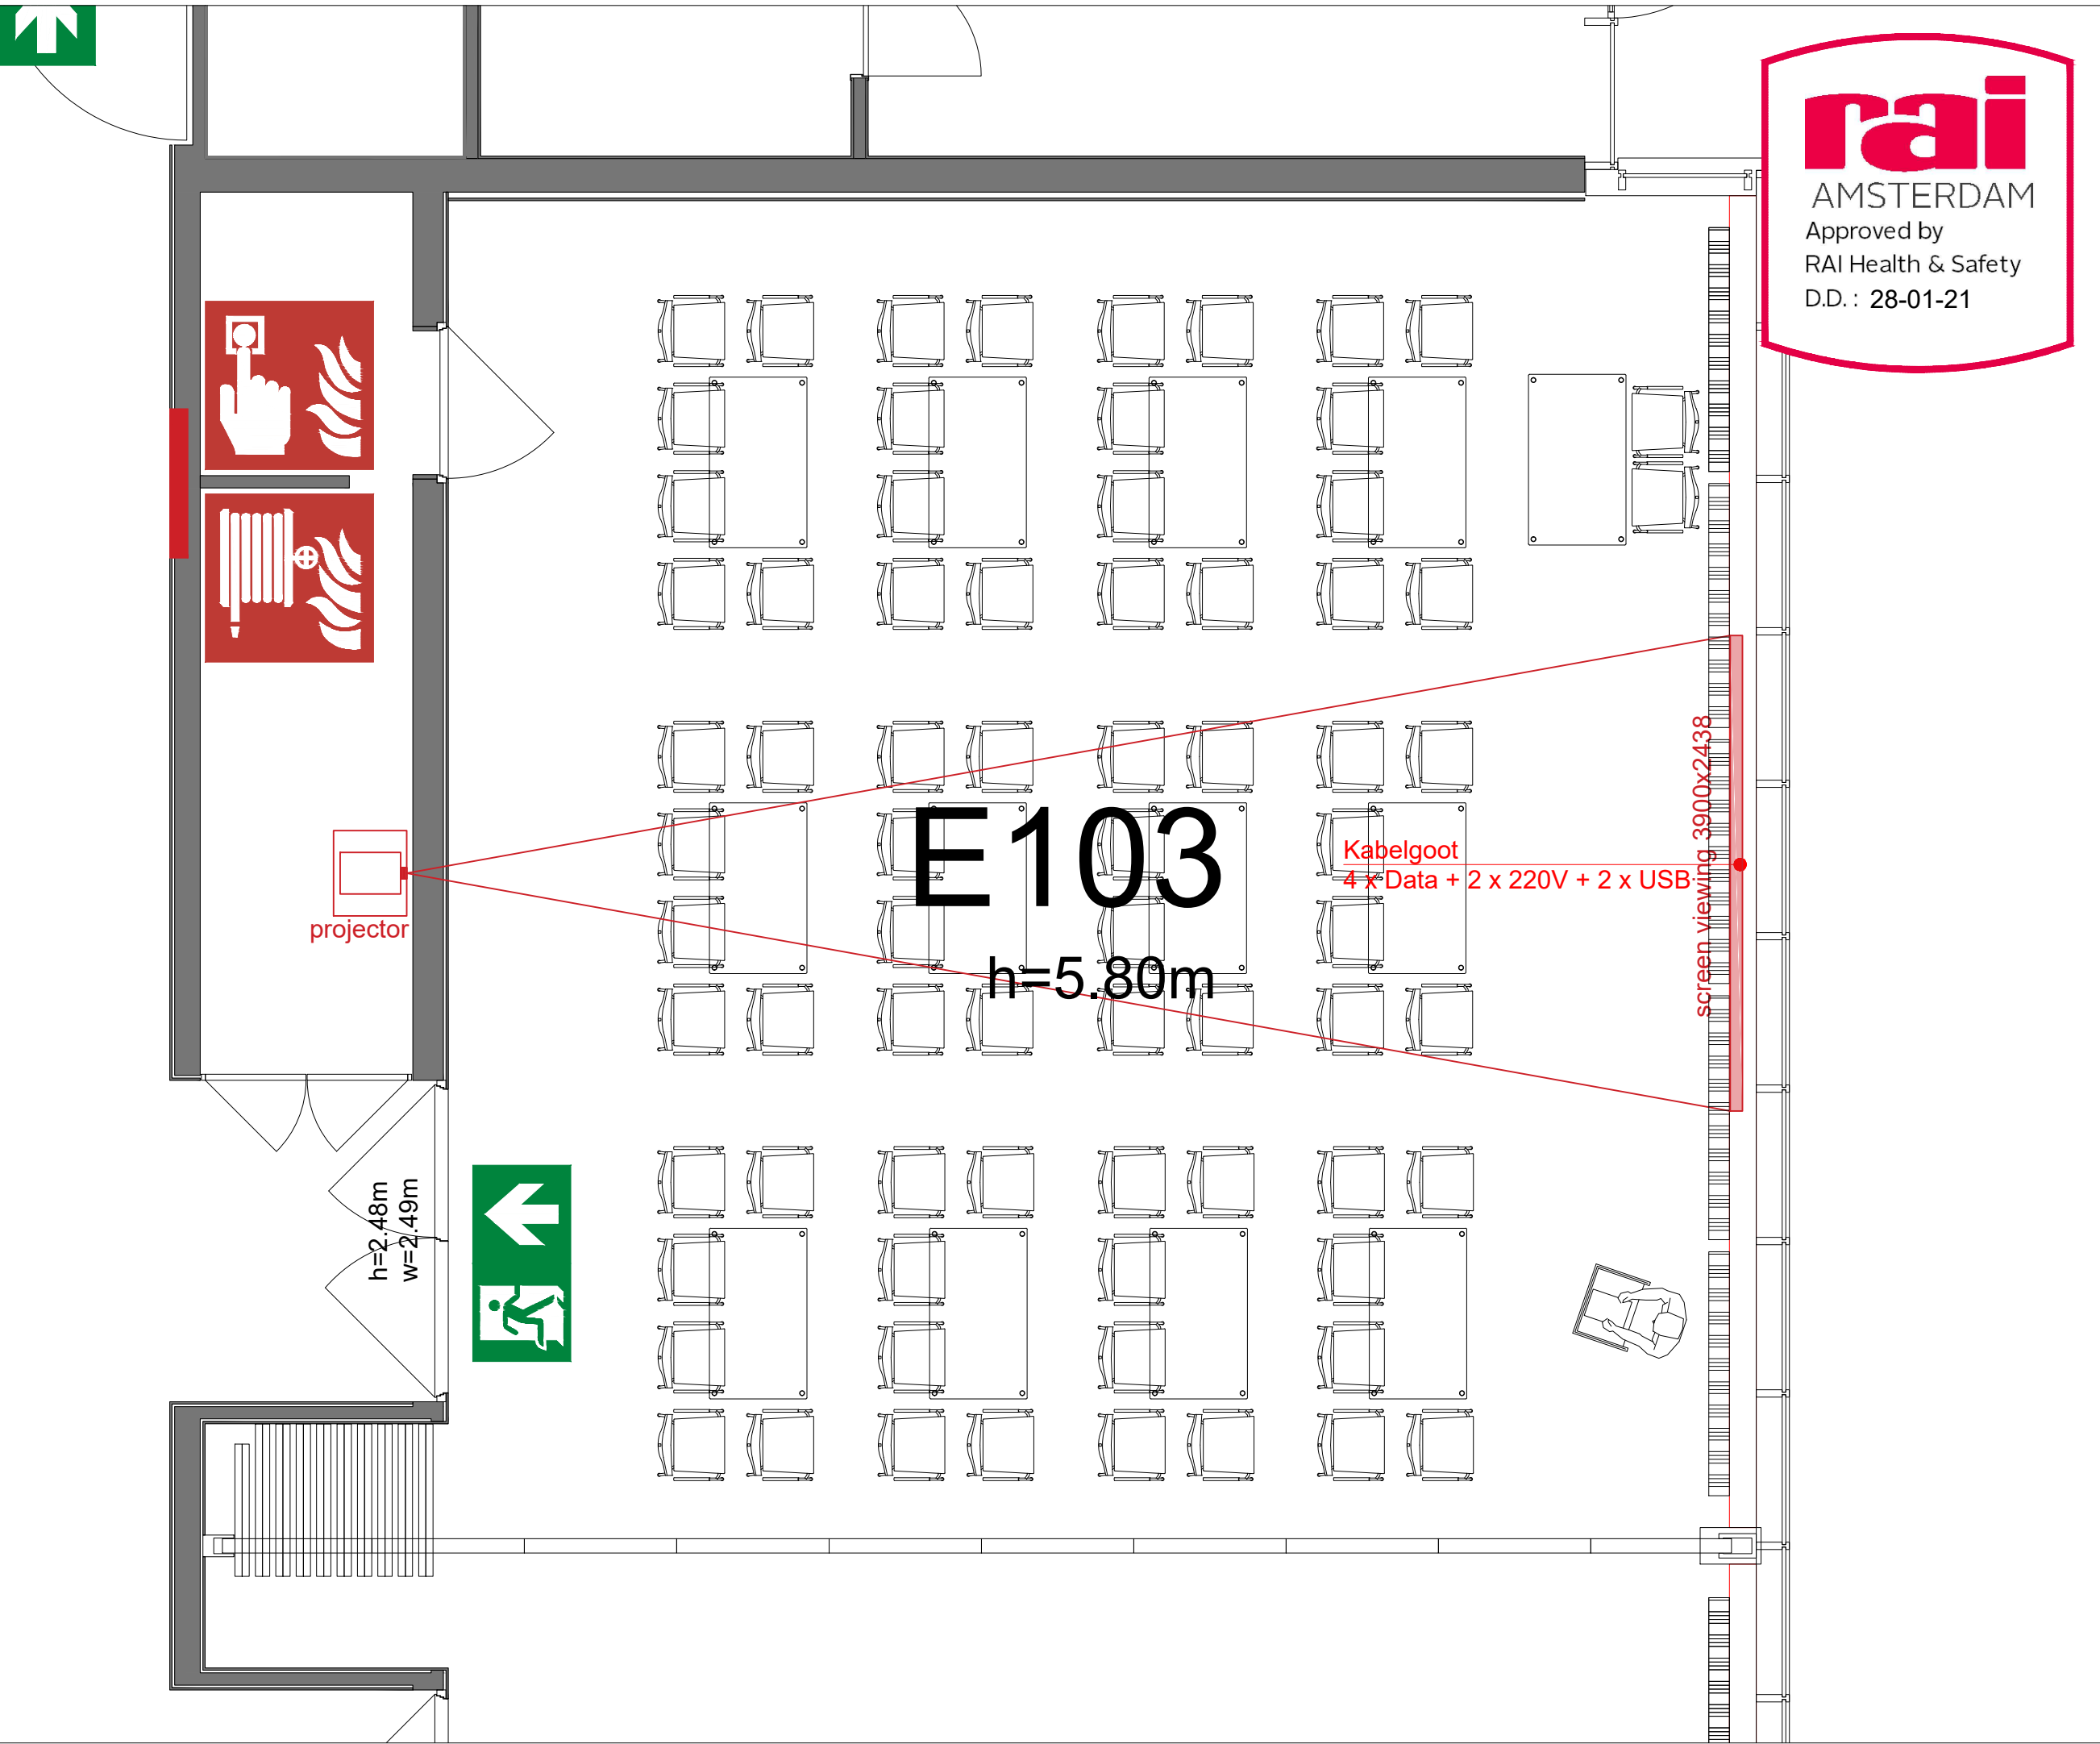 rai
AMSTERDAM
Approved by
RAI Health & Safety
D.D. : 28-01-21
screen viewing 3900x2438
E103
Kabelgoot
4 x Data + 2 x 220V + 2 x USB
projector
h=5.80m
h=2.48m
w=2.49m